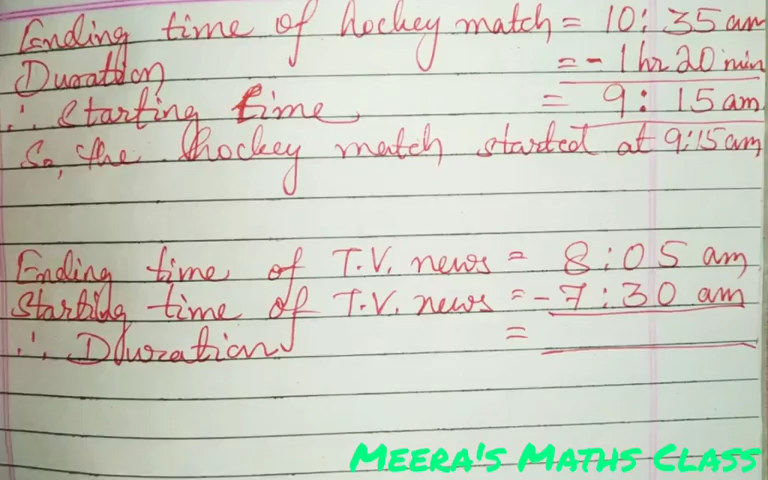 Ending time of hockey match = 10: 35 am
Duration = - 1 hr 20 min
∴ Starting time = 9: 15 am
So, the hockey match started at 9:15 am
Ending time of T.V. news = 8:05 am
Starting time of T.V. news = - 7:30 am
∴ Duration =
MEERA'S MATHS CLASS